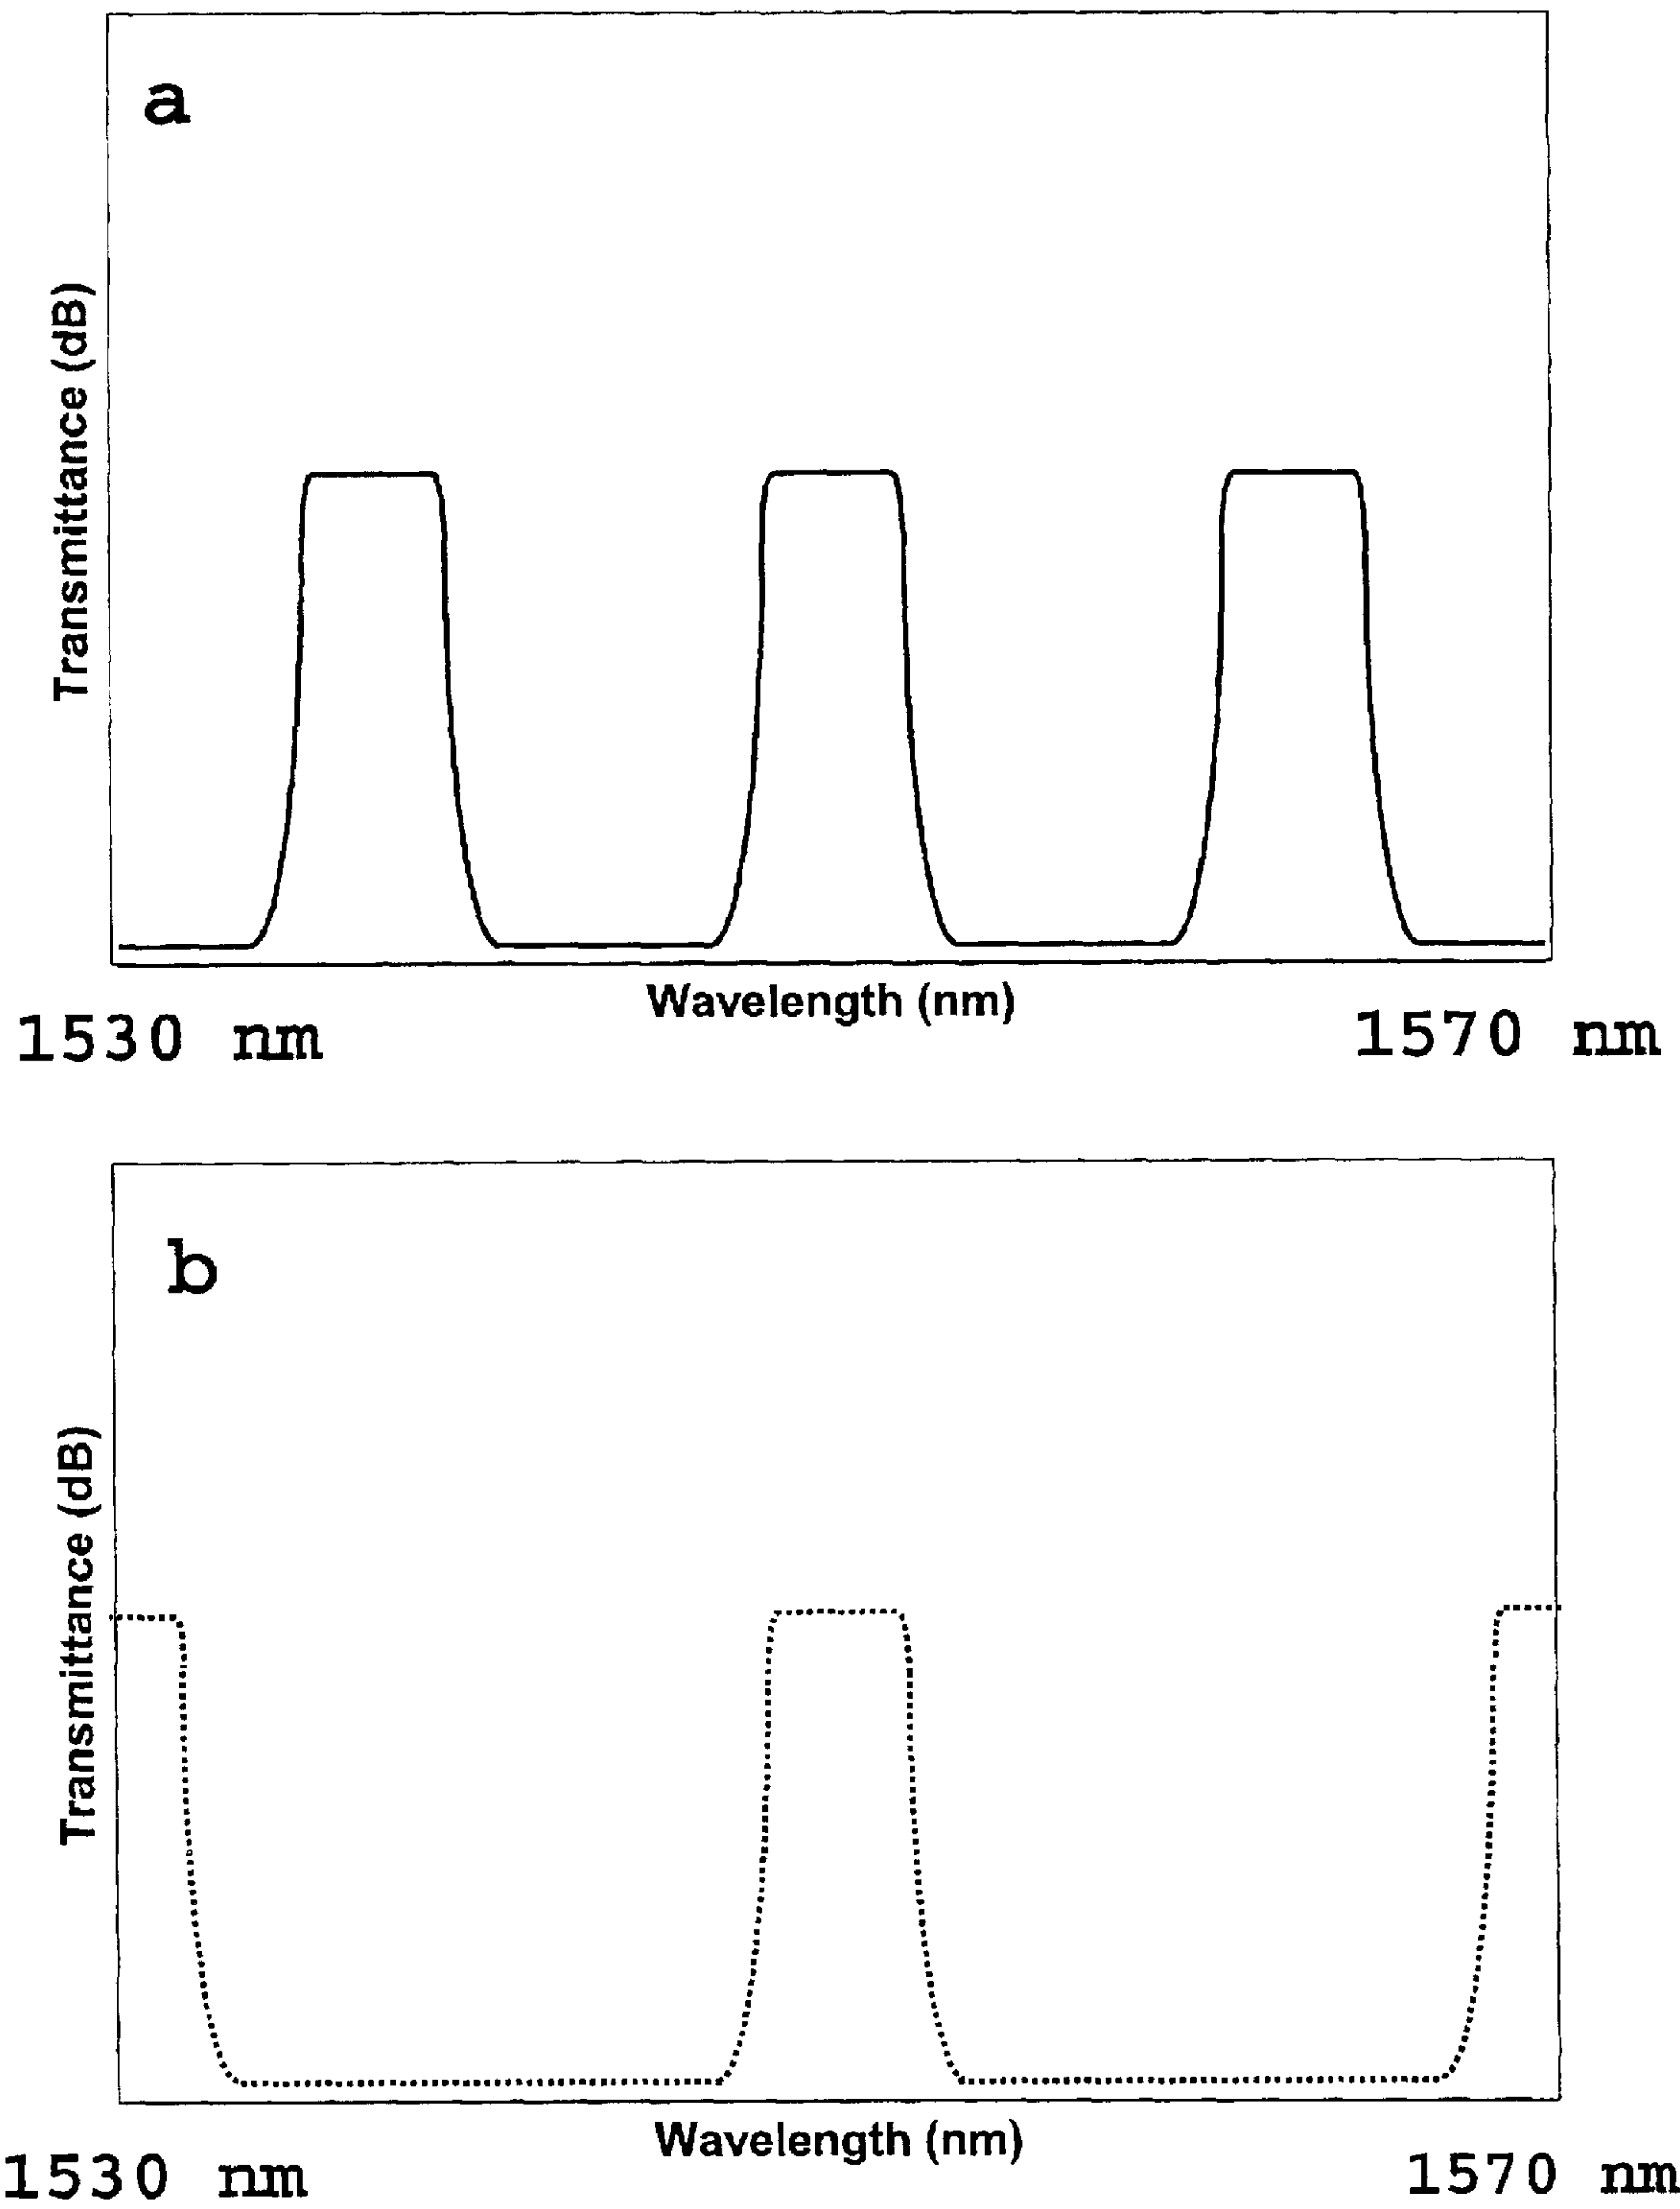 a
Transmittance (dB)
Wavelength (nm)
1530 nm
1570 nm
b
Transmittance (dB)
Wavelength (nm)
1530 nm
1570 nm